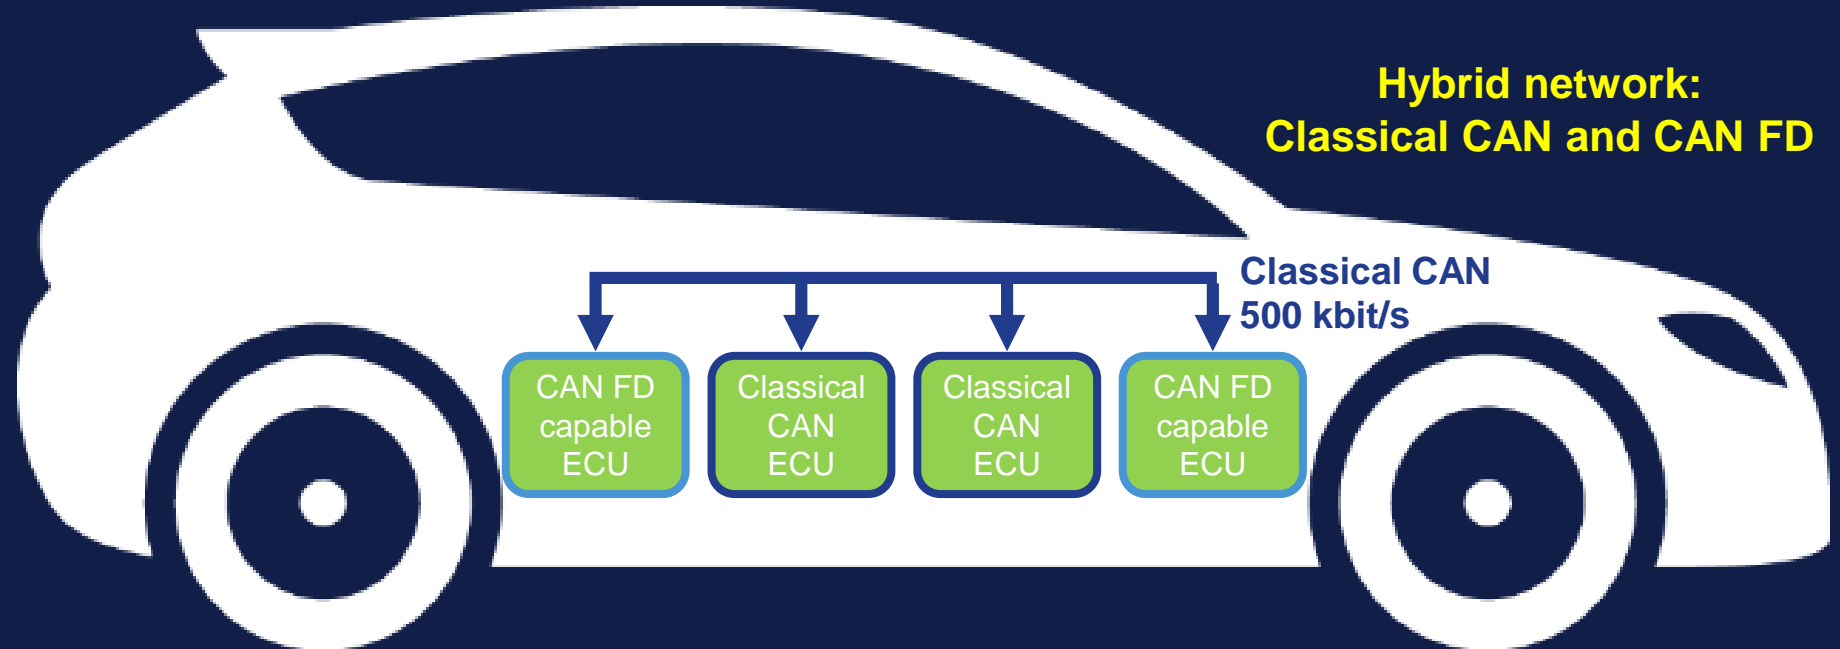 Hybrid network:
Classical CAN and CAN FD
Classical CAN
500 kbit/s
CAN FD
capable
ECU
Classical
CAN
ECU
Classical
CAN
ECU
CAN FD
capable
ECU